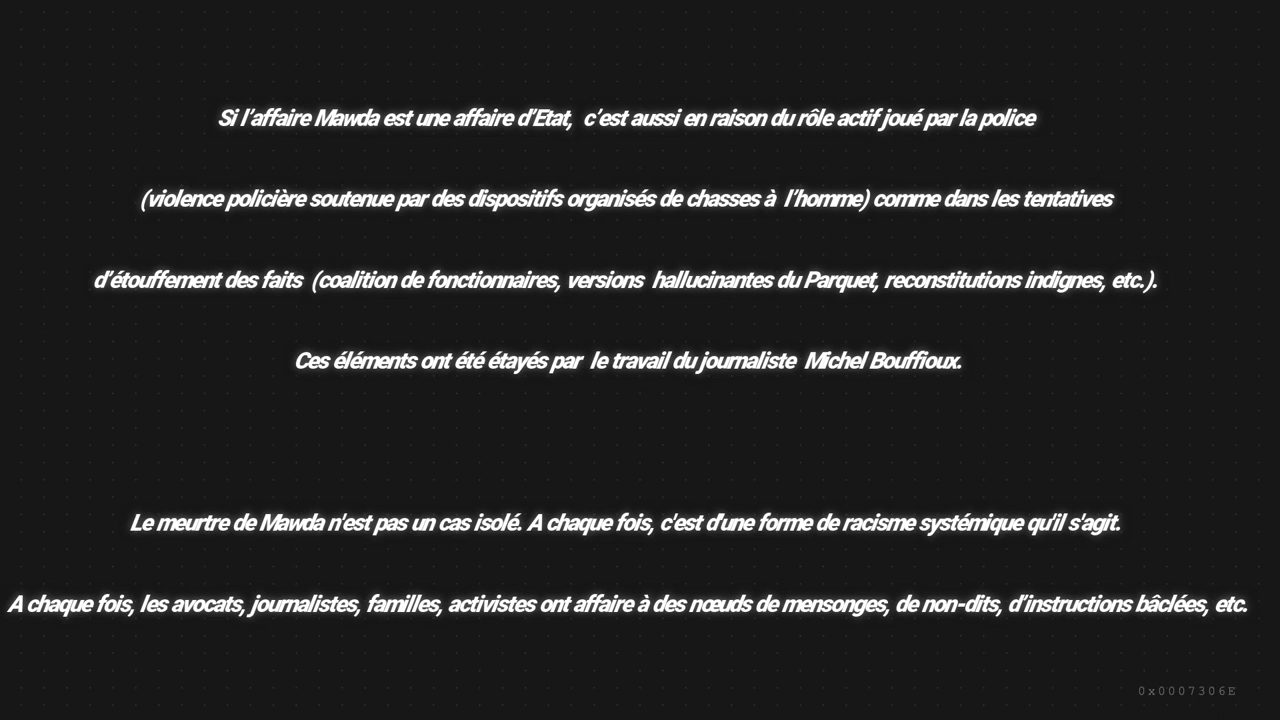 Si l’affaire Mawda est une affaire d’Etat, c’est aussi en raison du rôle actif joué par la police
(violence policière soutenue par des dispositifs organisés de chasses à l’homme) comme dans les tentatives
d’étouffement des faits (coalition de fonctionnaires, versions hallucinantes du Parquet, reconstitutions indignes, etc.).
Ces éléments ont été étayés par le travail du journaliste Michel Bouffioux.
Le meurtre de Mawda n'est pas un cas isolé. A chaque fois, c'est d'une forme de racisme systémique qu'il s'agit.
A chaque fois, les avocats, journalistes, familles, activistes ont affaire à des nœuds de mensonges, de non-dits, d’instructions bâclées, etc.
0x0007306E